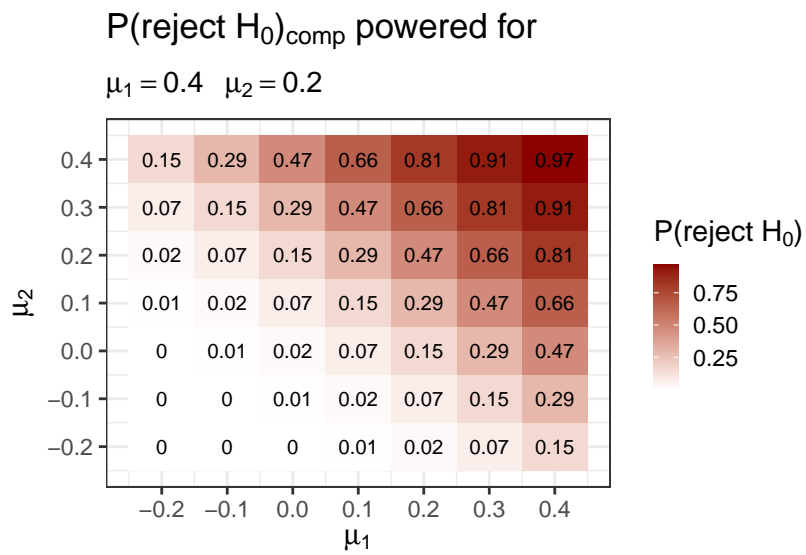 P(reject H₀)comp powered for
μ₁ = 0.4 μ₂ = 0.2
0.4 0.15 0.29 0.47 0.66 0.81 0.91 0.97
0.3 0.07 0.15 0.29 0.47 0.66 0.81 0.91
0.2 0.02 0.07 0.15 0.29 0.47 0.66 0.81
0.1 0.01 0.02 0.07 0.15 0.29 0.47 0.66
0.0 0 0.01 0.02 0.07 0.15 0.29 0.47
−0.1 0 0 0.01 0.02 0.07 0.15 0.29
−0.2 0 0 0 0.01 0.02 0.07 0.15
−0.2 −0.1 0.0 0.1 0.2 0.3 0.4
μ₁
μ₂
P(reject H₀)
0.75
0.50
0.25